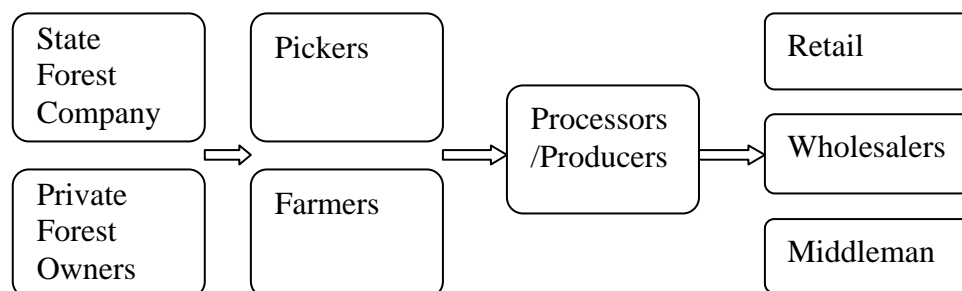 State
Forest
Company
Private
Forest
Owners
Pickers
Farmers
Processors
/Producers
Retail
Wholesalers
Middleman